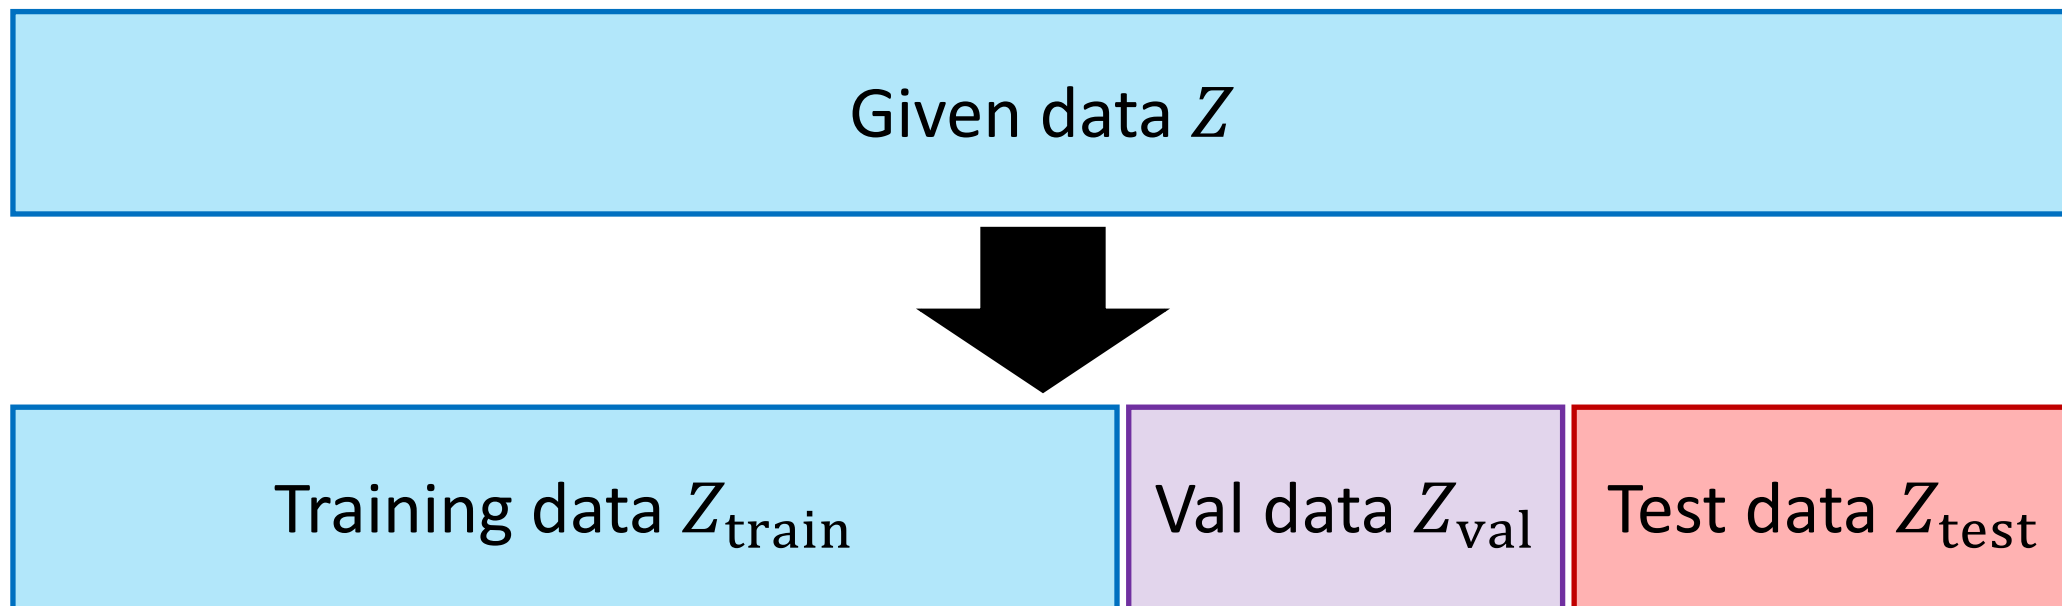 Given data Z
Training data Z_train
Val data Z_val
Test data Z_test